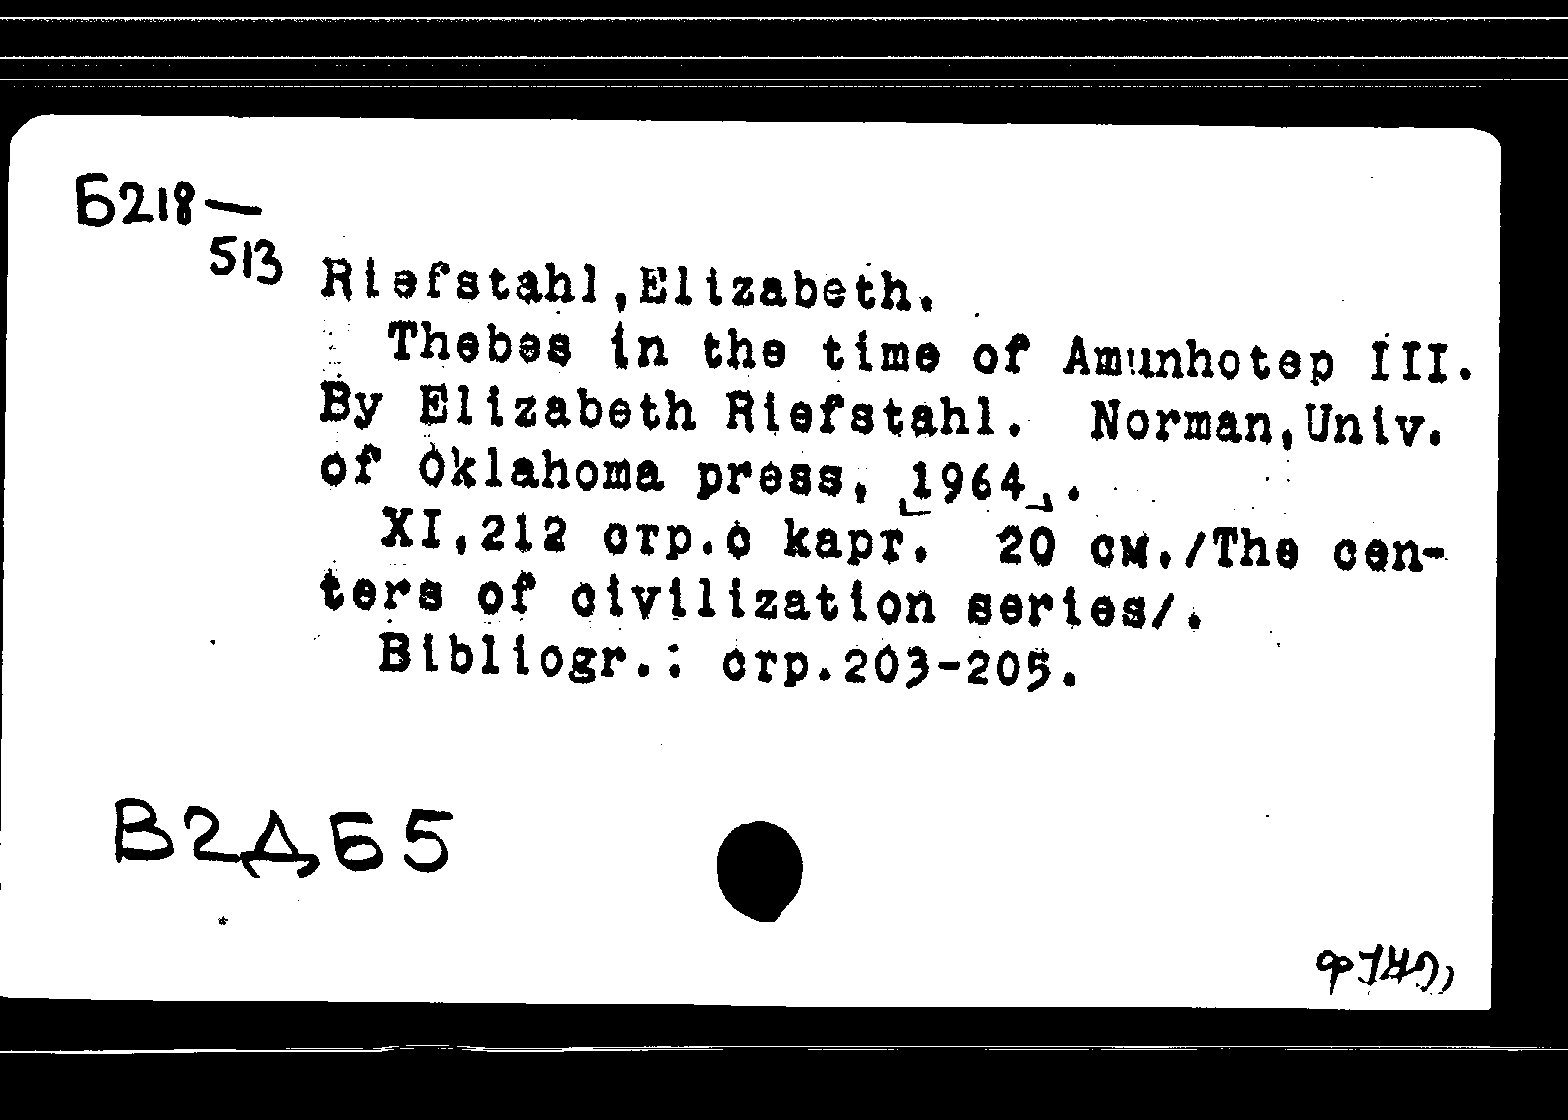 Б218—
513
Riefstahl,Elizabeth.
Thebes in the time of Amunhotep III.
By Elizabeth Riefstahl. Norman,Univ.
of Oklahoma press, [1964].
XI,212 стр.с карт. 20 см./The cen-
ters of civilization series/.
Bibliogr.: стр.203-205.
В2ДБ5